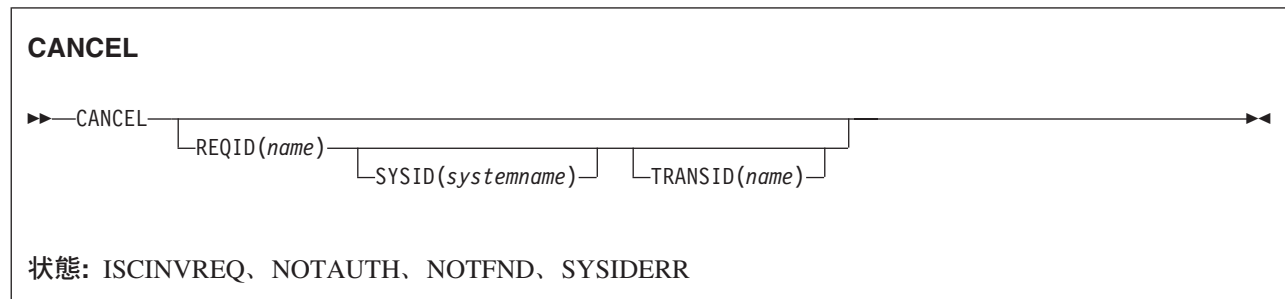 CANCEL
CANCEL
REQID(name)
SYSID(systemname)
TRANSID(name)
状態: ISCINVREQ、NOTAUTH、NOTFND、SYSIDERR